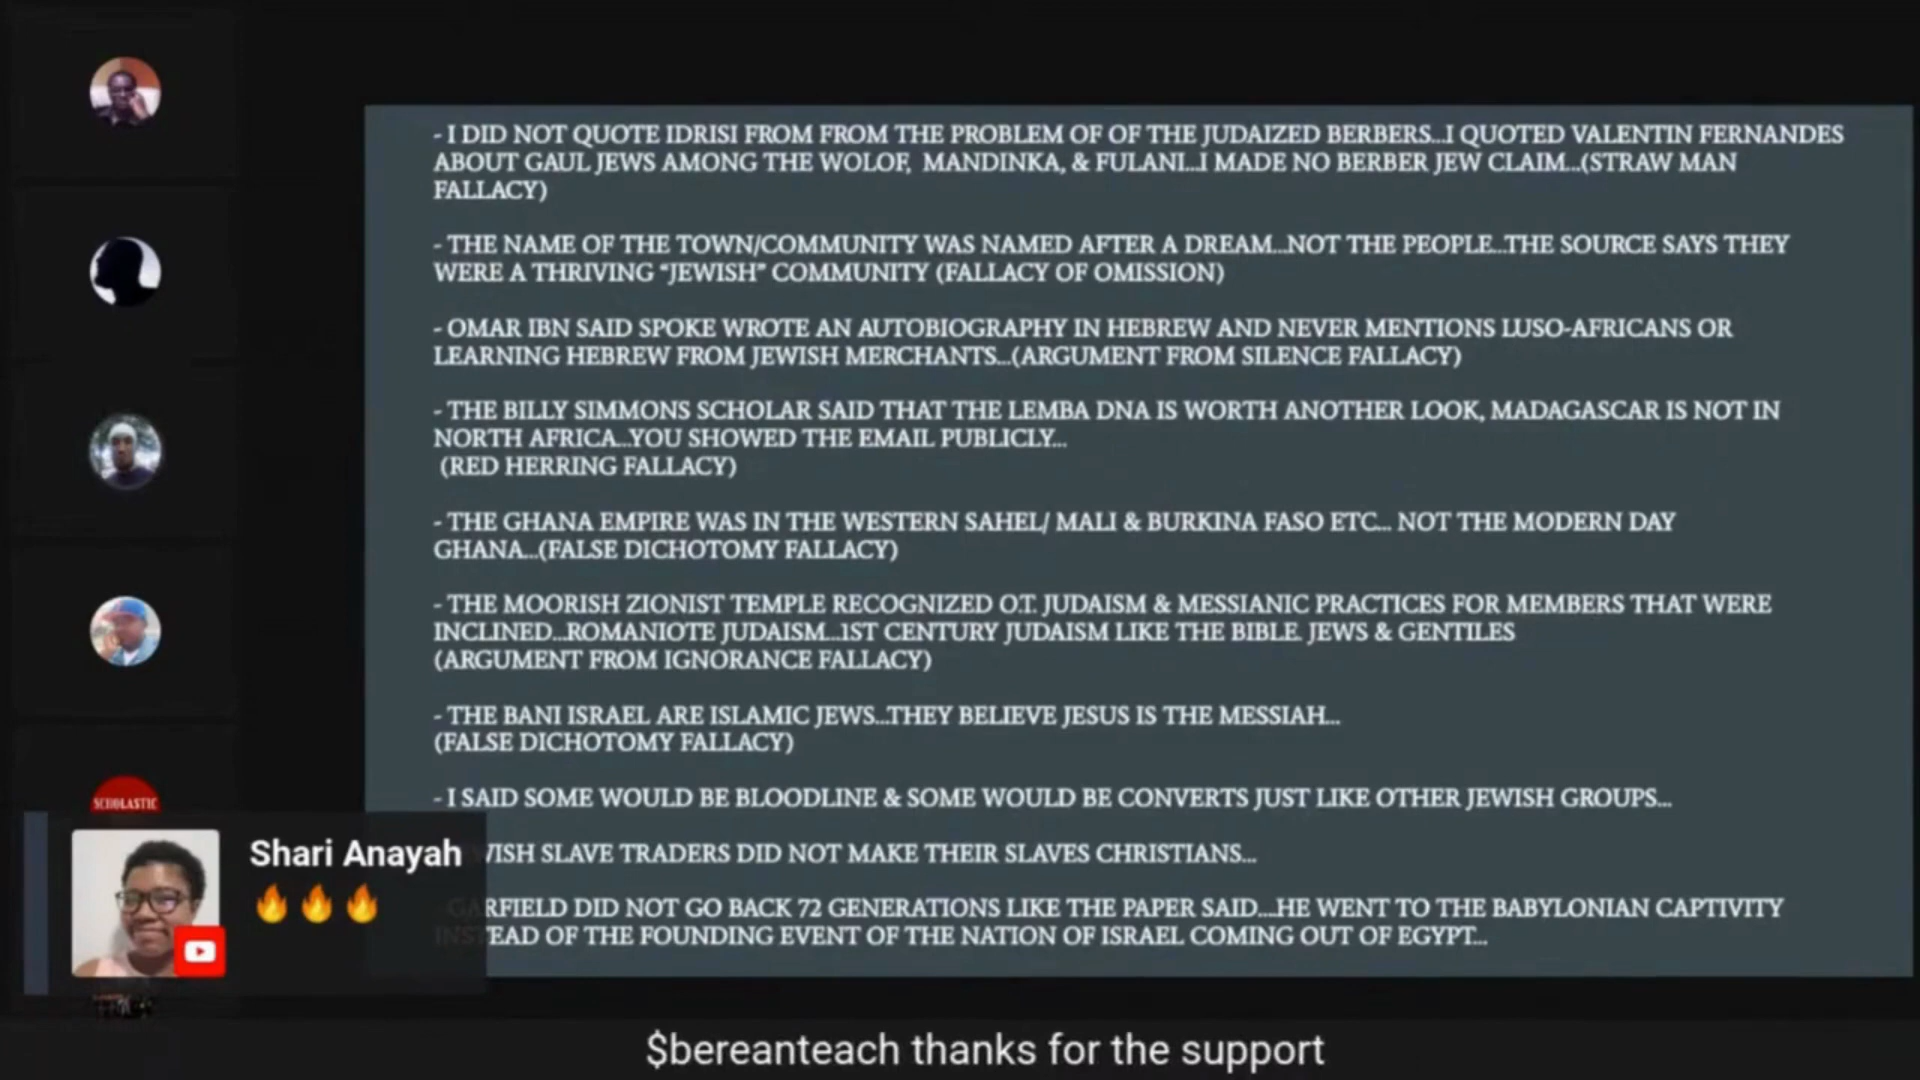 - I DID NOT QUOTE IDRISI FROM FROM THE PROBLEM OF OF THE JUDAIZED BERBERS...I QUOTED VALENTIN FERNANDES
ABOUT GAUL JEWS AMONG THE WOLOF, MANDINKA, & FULANI...I MADE NO BERBER JEW CLAIM...(STRAW MAN
FALLACY)
- THE NAME OF THE TOWN/COMMUNITY WAS NAMED AFTER A DREAM...NOT THE PEOPLE...THE SOURCE SAYS THEY
WERE A THRIVING “JEWISH” COMMUNITY (FALLACY OF OMISSION)
- OMAR IBN SAID SPOKE WROTE AN AUTOBIOGRAPHY IN HEBREW AND NEVER MENTIONS LUSO-AFRICANS OR
LEARNING HEBREW FROM JEWISH MERCHANTS...(ARGUMENT FROM SILENCE FALLACY)
- THE BILLY SIMMONS SCHOLAR SAID THAT THE LEMBA DNA IS WORTH ANOTHER LOOK, MADAGASCAR IS NOT IN
NORTH AFRICA...YOU SHOWED THE EMAIL PUBLICLY...
(RED HERRING FALLACY)
- THE GHANA EMPIRE WAS IN THE WESTERN SAHEL/ MALI & BURKINA FASO ETC... NOT THE MODERN DAY
GHANA...(FALSE DICHOTOMY FALLACY)
- THE MOORISH ZIONIST TEMPLE RECOGNIZED O.T. JUDAISM & MESSIANIC PRACTICES FOR MEMBERS THAT WERE
INCLINED...ROMANIOTE JUDAISM...1ST CENTURY JUDAISM LIKE THE BIBLE. JEWS & GENTILES
(ARGUMENT FROM IGNORANCE FALLACY)
- THE BANI ISRAEL ARE ISLAMIC JEWS...THEY BELIEVE JESUS IS THE MESSIAH...
(FALSE DICHOTOMY FALLACY)
- I SAID SOME WOULD BE BLOODLINE & SOME WOULD BE CONVERTS JUST LIKE OTHER JEWISH GROUPS...
WISH SLAVE TRADERS DID NOT MAKE THEIR SLAVES CHRISTIANS...
- GARFIELD DID NOT GO BACK 72 GENERATIONS LIKE THE PAPER SAID....HE WENT TO THE BABYLONIAN CAPTIVITY
INSTEAD OF THE FOUNDING EVENT OF THE NATION OF ISRAEL COMING OUT OF EGYPT...
SCHOLASTIC
Shari Anayah
🔥🔥🔥
$bereanteach thanks for the support